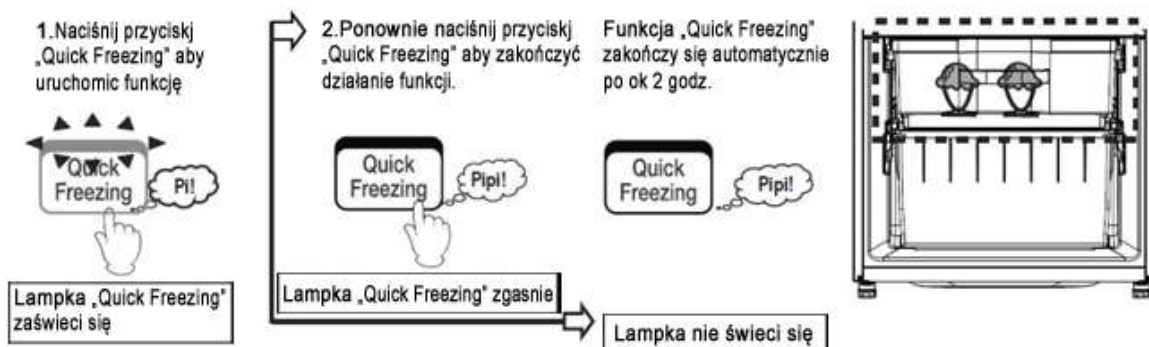 1.Naciśnij przyciskj
„Quick Freezing" aby
uruchomic funkcję
Quick
Freezing
Pi!
Lampka „Quick Freezing"
zaświeci się
2.Ponownie naciśnij przyciskj
„Quick Freezing" aby zakończyć
działanie funkcji.
Quick
Freezing
Pipi!
Lampka „Quick Freezing" zgasnie
Funkcja „Quick Freezing"
zakończy się automatycznie
po ok 2 godz.
Quick
Freezing
Pipi!
Lampka nie świeci się